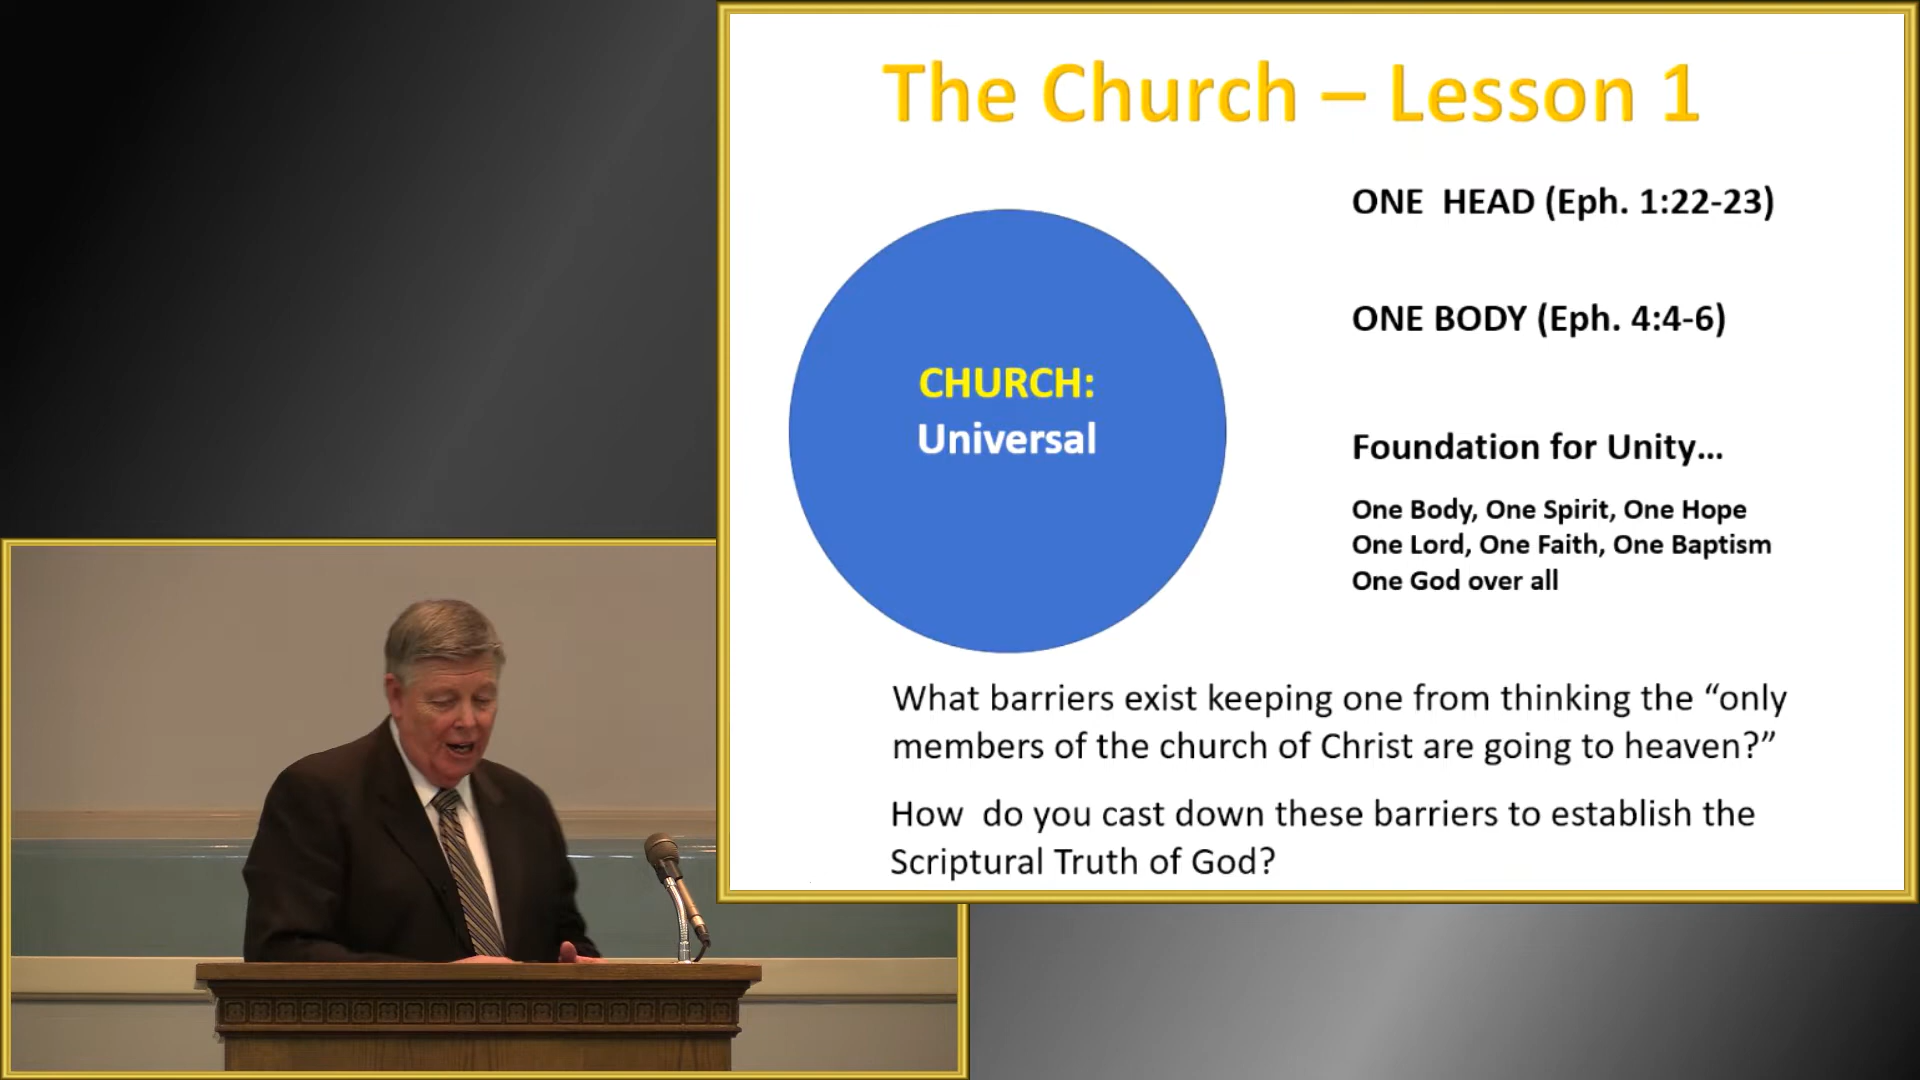 The Church – Lesson 1
CHURCH:
Universal
ONE  HEAD (Eph. 1:22-23)
ONE BODY (Eph. 4:4-6)
Foundation for Unity...
One Body, One Spirit, One Hope
One Lord, One Faith, One Baptism
One God over all
What barriers exist keeping one from thinking the “only
members of the church of Christ are going to heaven?”
How  do you cast down these barriers to establish the
Scriptural Truth of God?